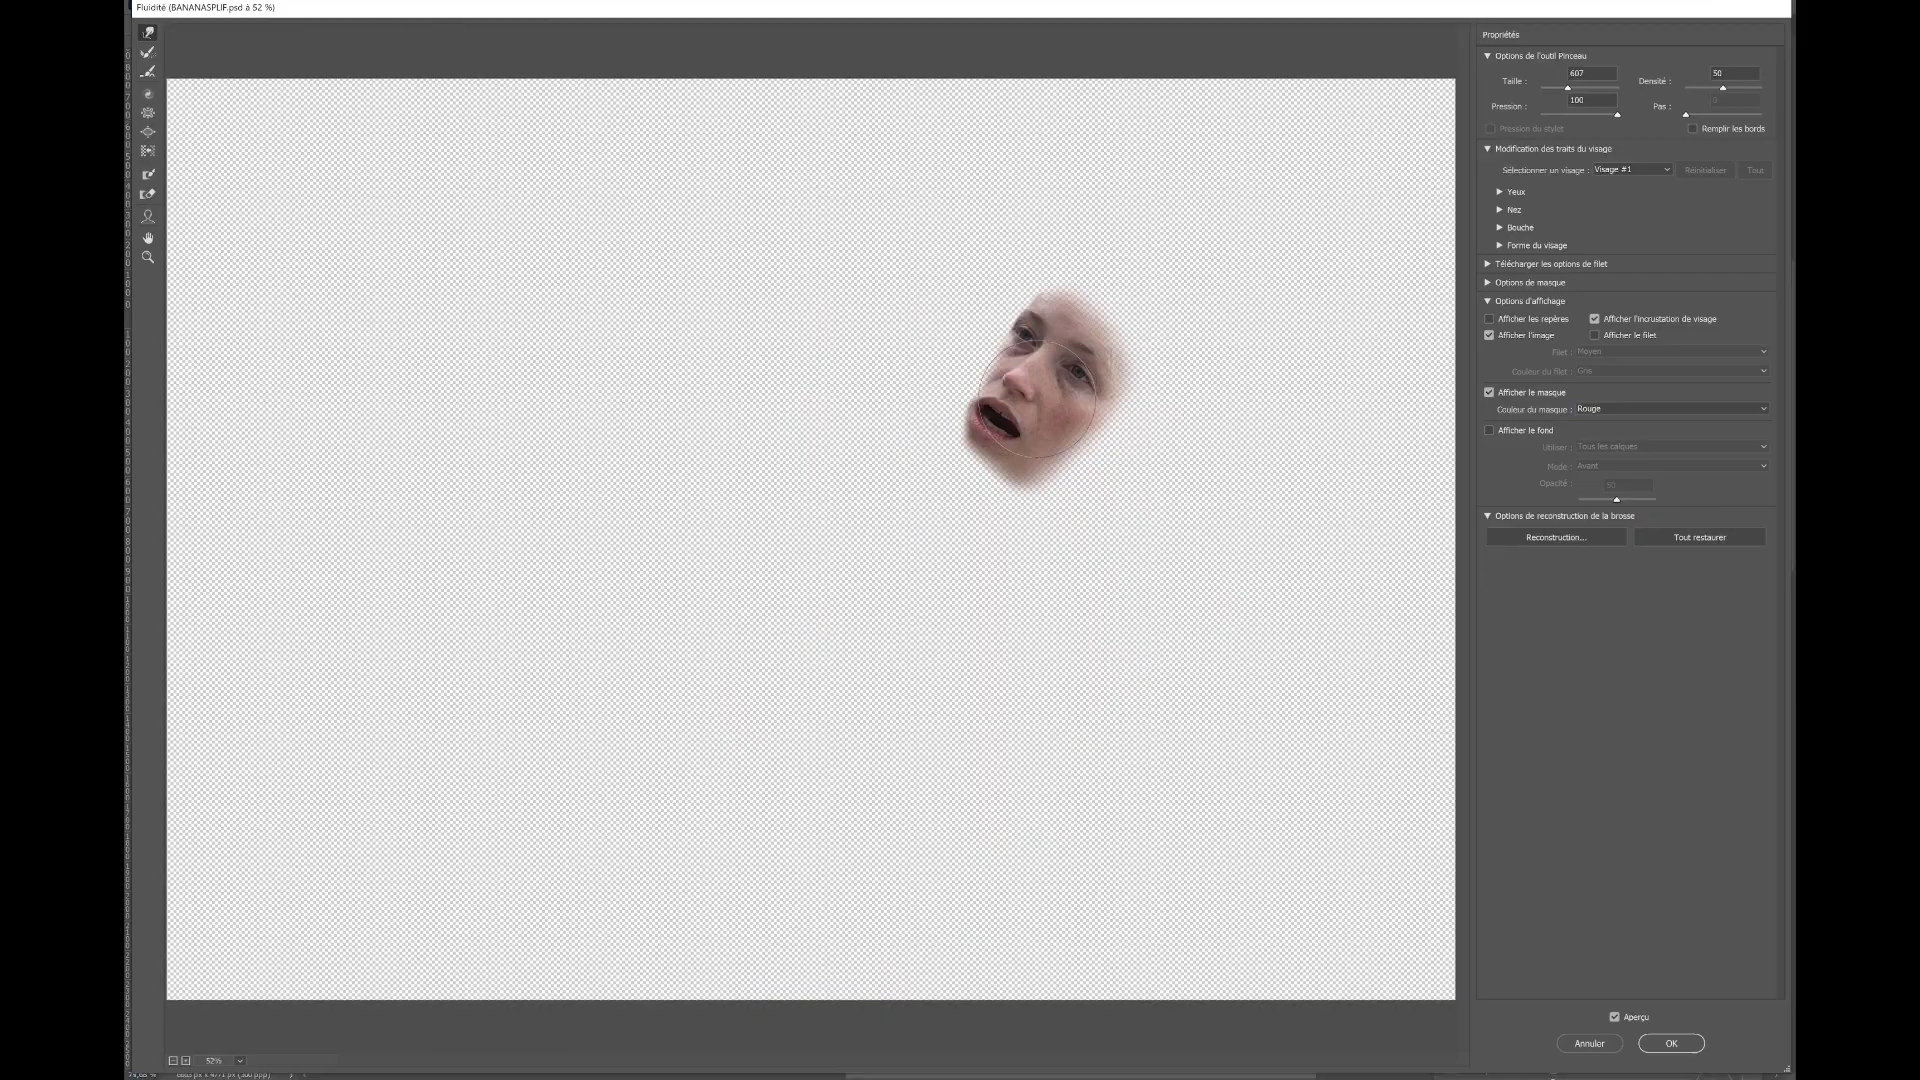 Fluidité (BANANASPLIF.psd à 52 %)
Propriétés
Options de l'outil Pinceau
Taille : 607
Densité : 50
Pression : 100
Pas : 0
Pression du stylet
Remplir les bords
Modification des traits du visage
Sélectionner un visage : Visage #1 Réinitialiser Tout
Yeux
Nez
Bouche
Forme du visage
Télécharger les options de filet
Options de masque
Options d'affichage
Afficher les repères
Afficher l'incrustation de visage
Afficher l'image
Afficher le filet
Filet : Moyen
Couleur du filet : Gris
Afficher le masque
Couleur du masque : Rouge
Afficher le fond
Utiliser : Tous les calques
Mode : Avant
Opacité : 50
Options de reconstruction de la brosse
Reconstruction... Tout restaurer
Aperçu
Annuler OK
52%